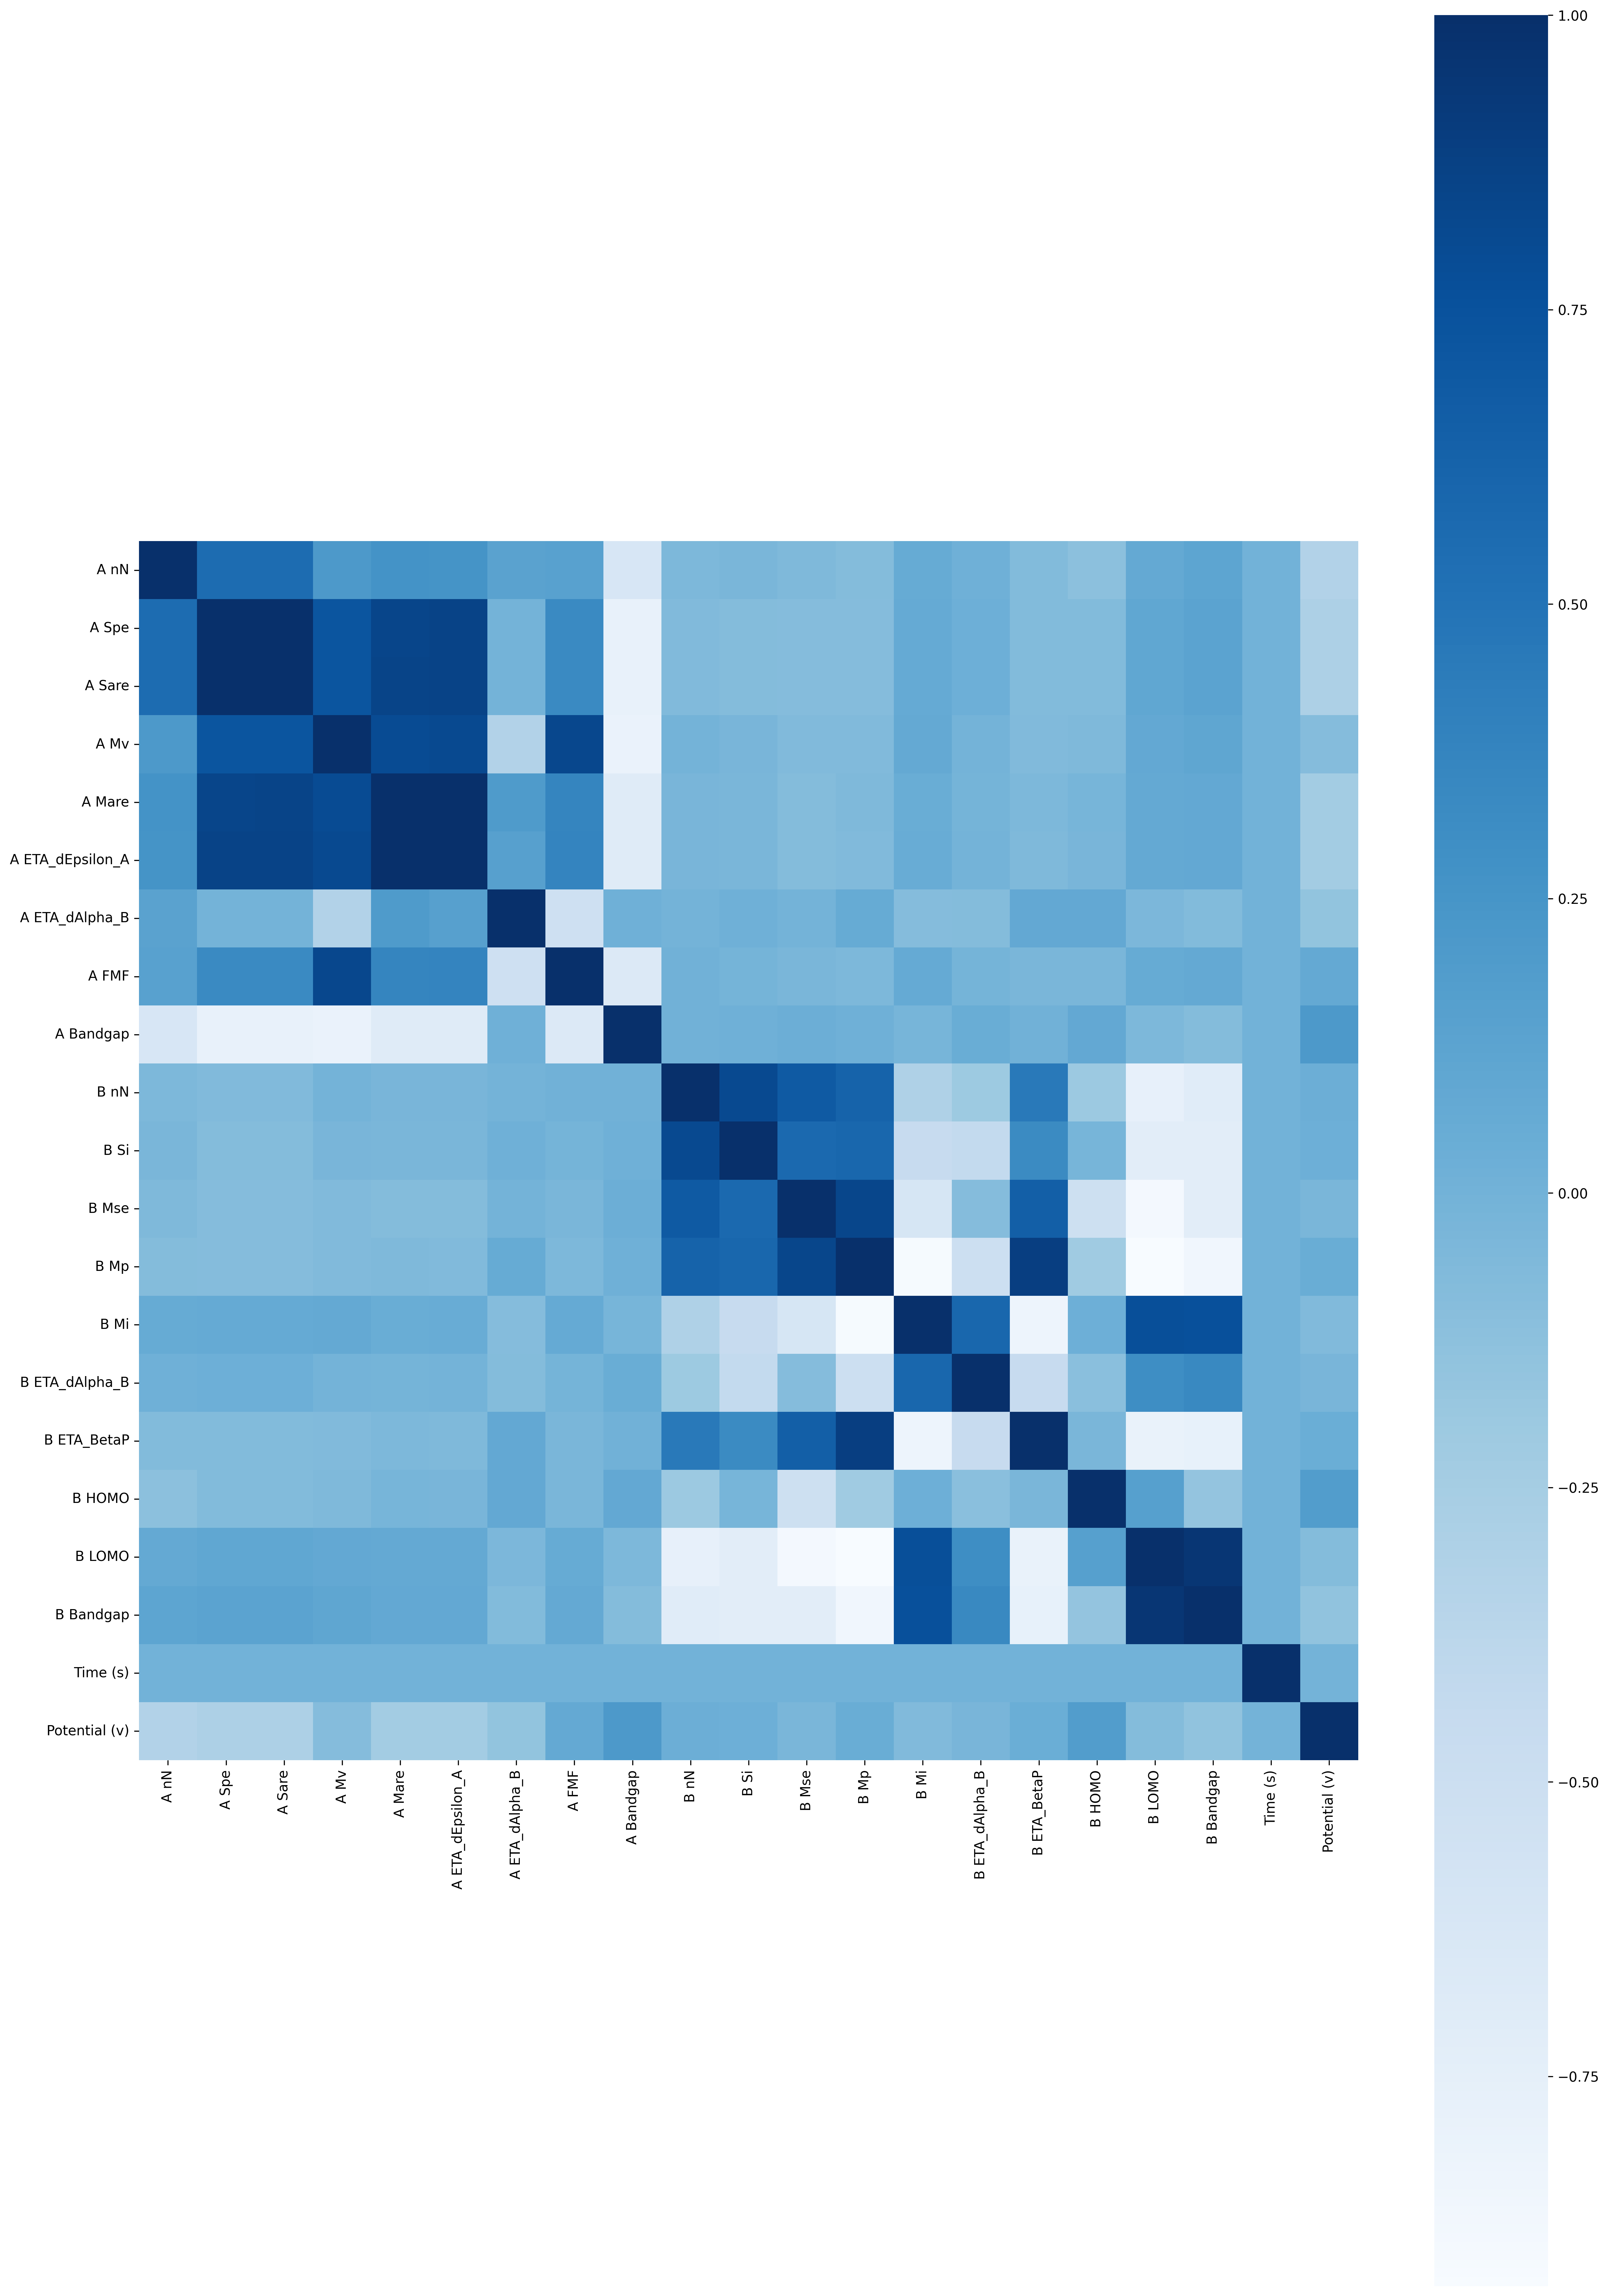 1.00
0.75
0.50
0.25
0.00
−0.25
−0.50
−0.75
A nN
A Spe
A Sare
A Mv
A Mare
A ETA_dEpsilon_A
A ETA_dAlpha_B
A FMF
A Bandgap
B nN
B Si
B Mse
B Mp
B Mi
B ETA_dAlpha_B
B ETA_BetaP
B HOMO
B LOMO
B Bandgap
Time (s)
Potential (v)
A nN
A Spe
A Sare
A Mv
A Mare
A ETA_dEpsilon_A
A ETA_dAlpha_B
A FMF
A Bandgap
B nN
B Si
B Mse
B Mp
B Mi
B ETA_dAlpha_B
B ETA_BetaP
B HOMO
B LOMO
B Bandgap
Time (s)
Potential (v)